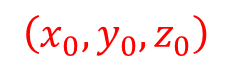 (x₀, y₀, z₀)